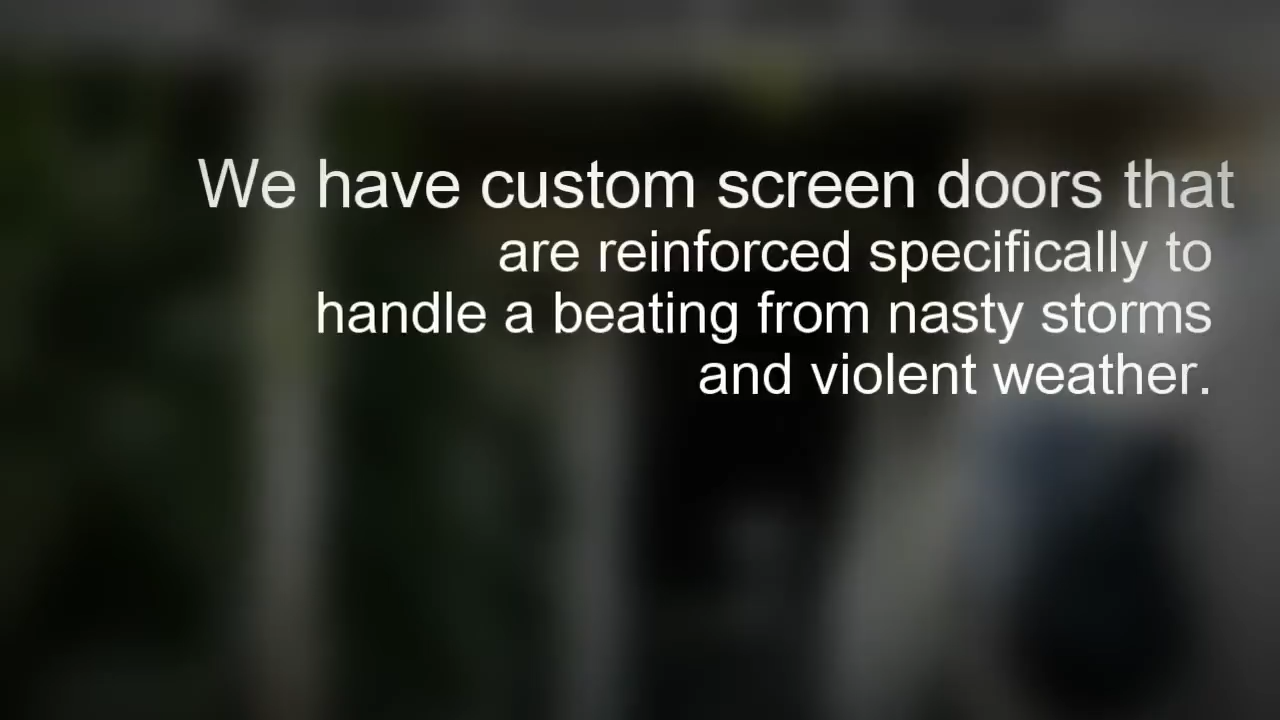 We have custom screen doors that
are reinforced specifically to
handle a beating from nasty storms
and violent weather.